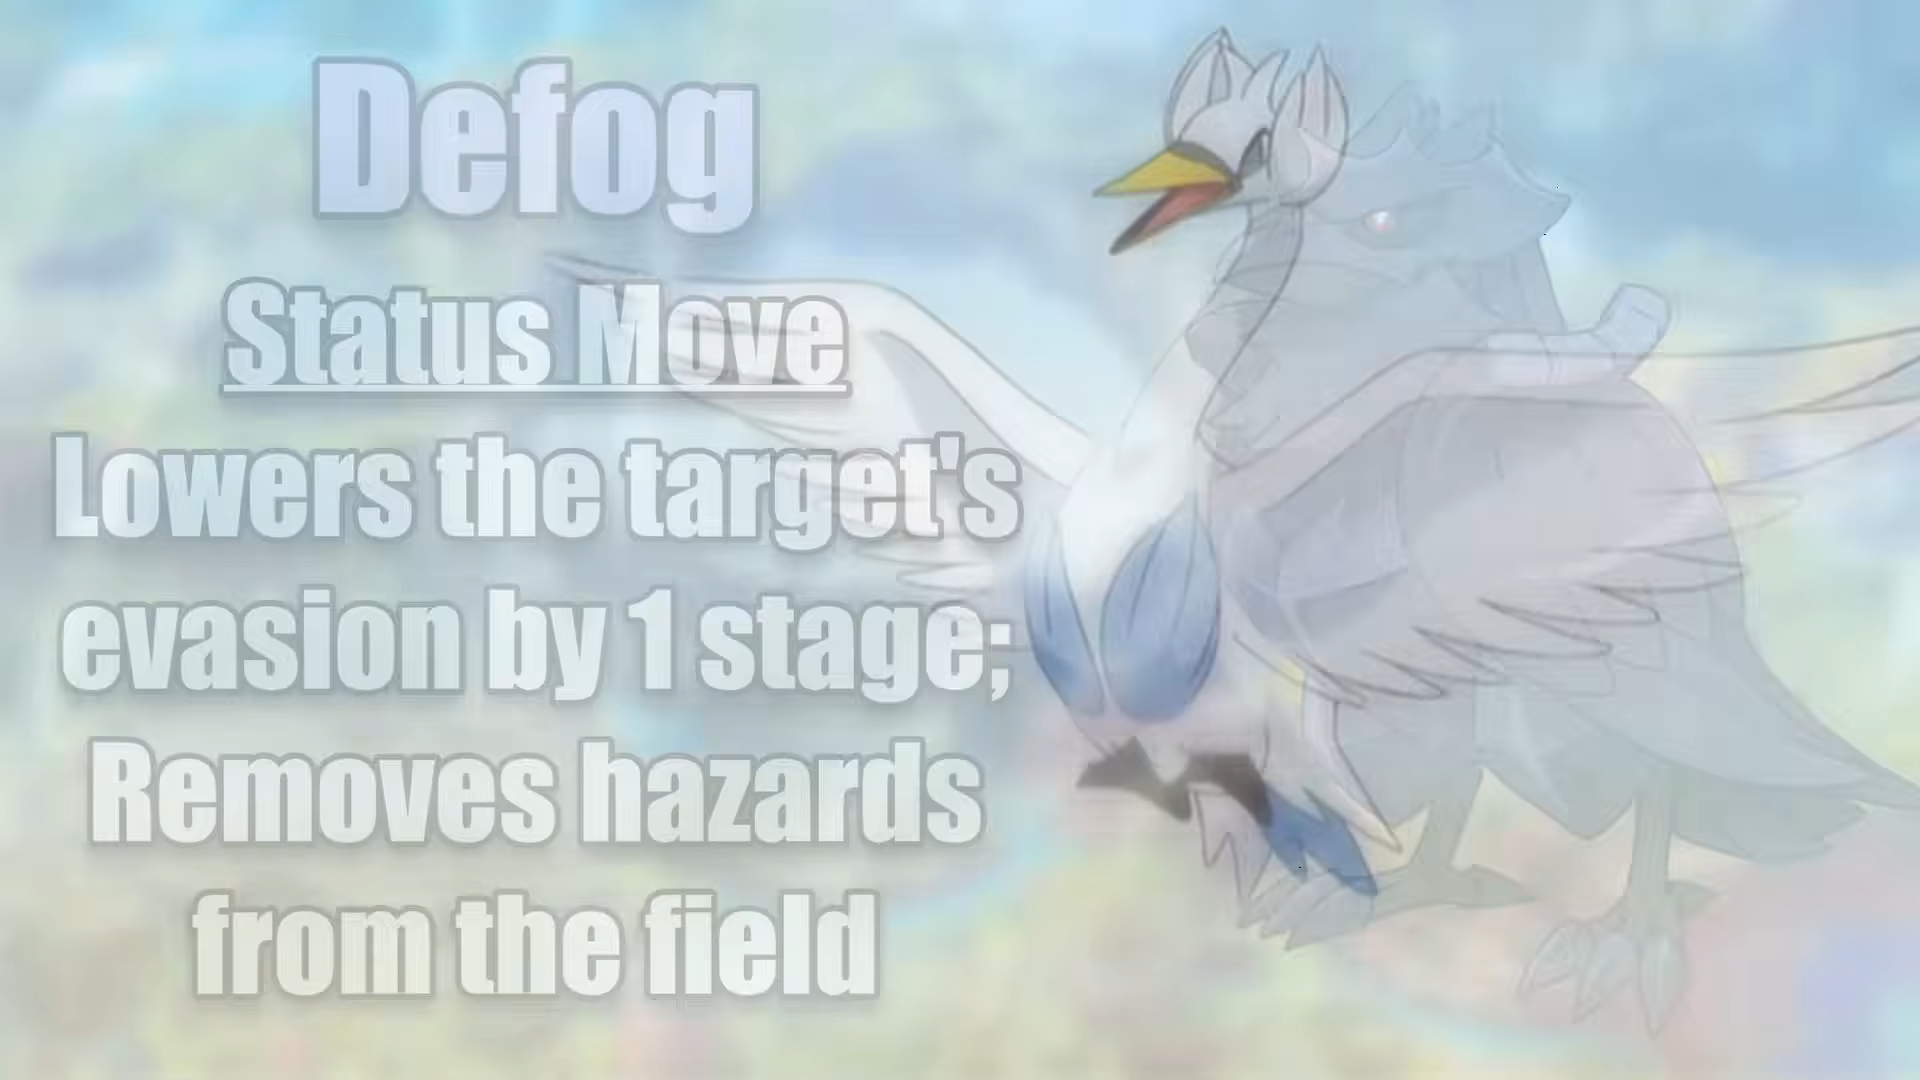 Defog
Status Move
Lowers the target's
evasion by 1 stage;
Removes hazards
from the field